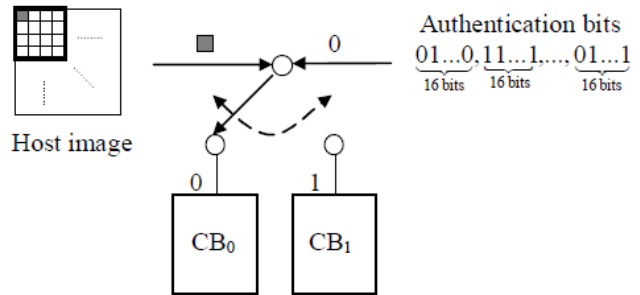 Authentication bits
0
01...0, 11...1,..., 01...1
16 bits 16 bits 16 bits
Host image
0 1
CB₀ CB₁